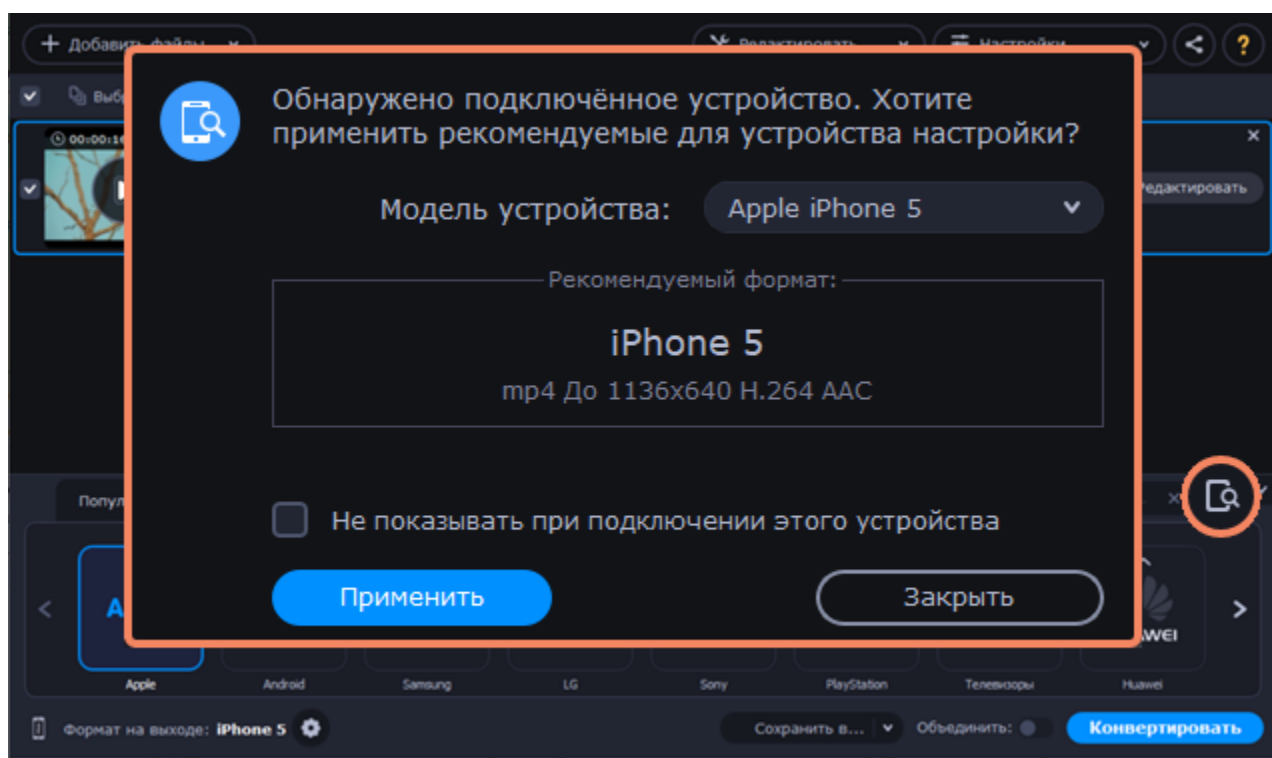 Добавить файлы
Редактировать
Настройки
?
00:00:16
Обнаружено подключённое устройство. Хотите
применить рекомендуемые для устройства настройки?
Редактировать
Модель устройства: Apple iPhone 5
Рекомендуемый формат:
iPhone 5
mp4 До 1136x640 H.264 AAC
Не показывать при подключении этого устройства
Применить
Закрыть
Apple
Android
Samsung
LG
Sony
PlayStation
Телевизоры
Huawei
Формат на выходе: iPhone 5
Сохранить в...
Объединить:
Конвертировать